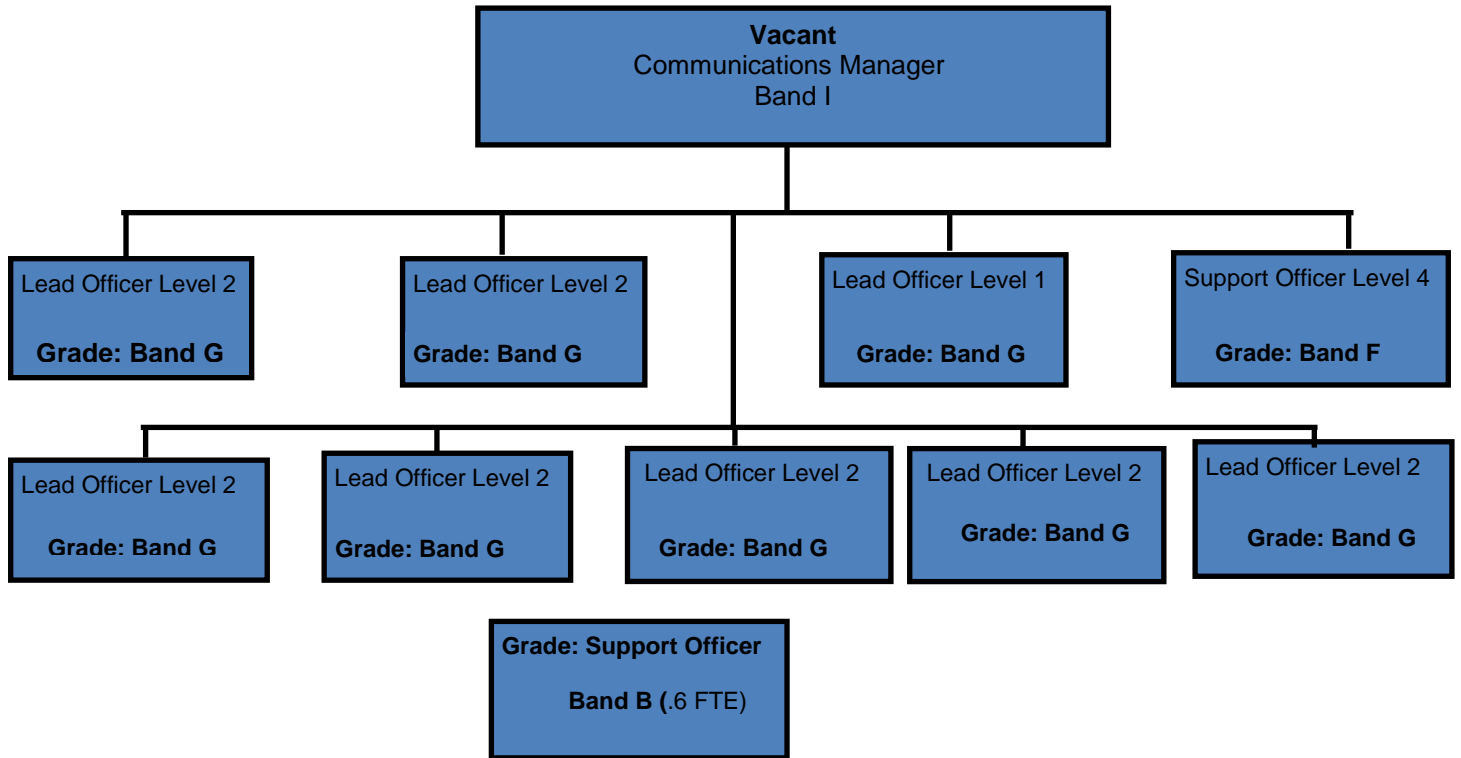 Vacant
Communications Manager
Band I
Lead Officer Level 2
Grade: Band G
Lead Officer Level 2
Grade: Band G
Lead Officer Level 1
Grade: Band G
Support Officer Level 4
Grade: Band F
Lead Officer Level 2
Grade: Band G
Lead Officer Level 2
Grade: Band G
Lead Officer Level 2
Grade: Band G
Lead Officer Level 2
Grade: Band G
Lead Officer Level 2
Grade: Band G
Grade: Support Officer
Band B (.6 FTE)